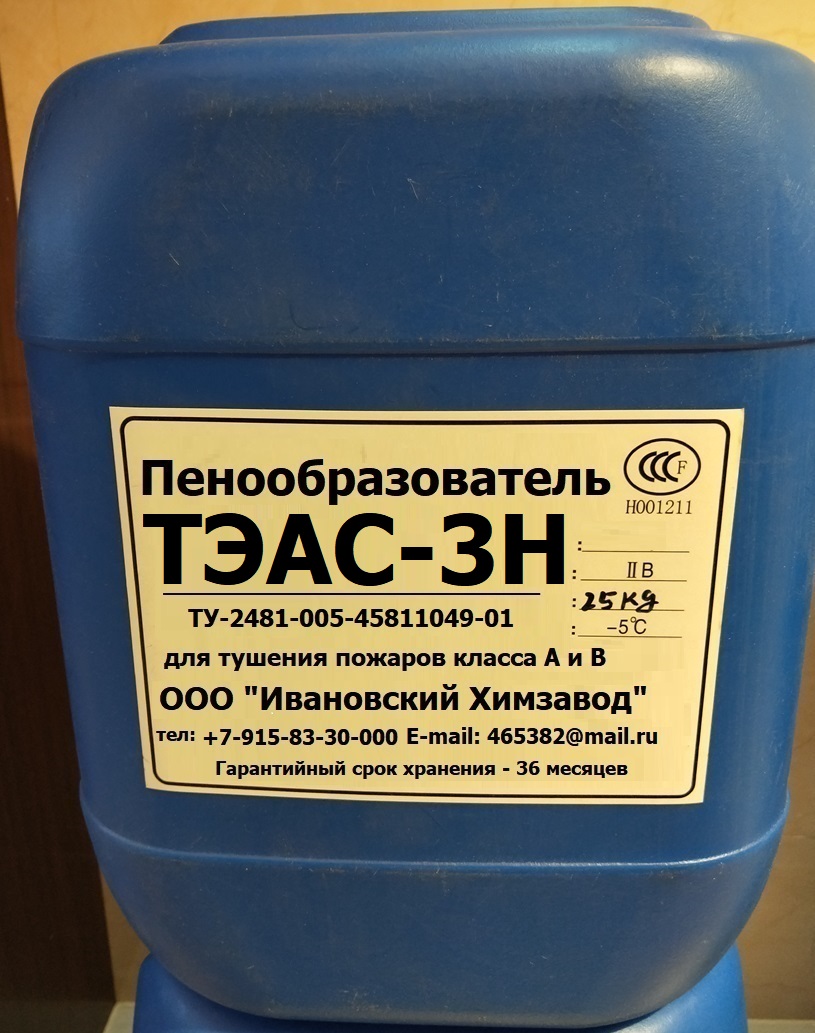 Пенообразователь
CCC F
H001211
ТЭАС-3Н
:
: ⅡB
: 25Kg
: -5℃
ТУ-2481-005-45811049-01
для тушения пожаров класса А и В
ООО "Ивановский Химзавод"
тел: +7-915-83-30-000 E-mail: 465382@mail.ru
Гарантийный срок хранения - 36 месяцев